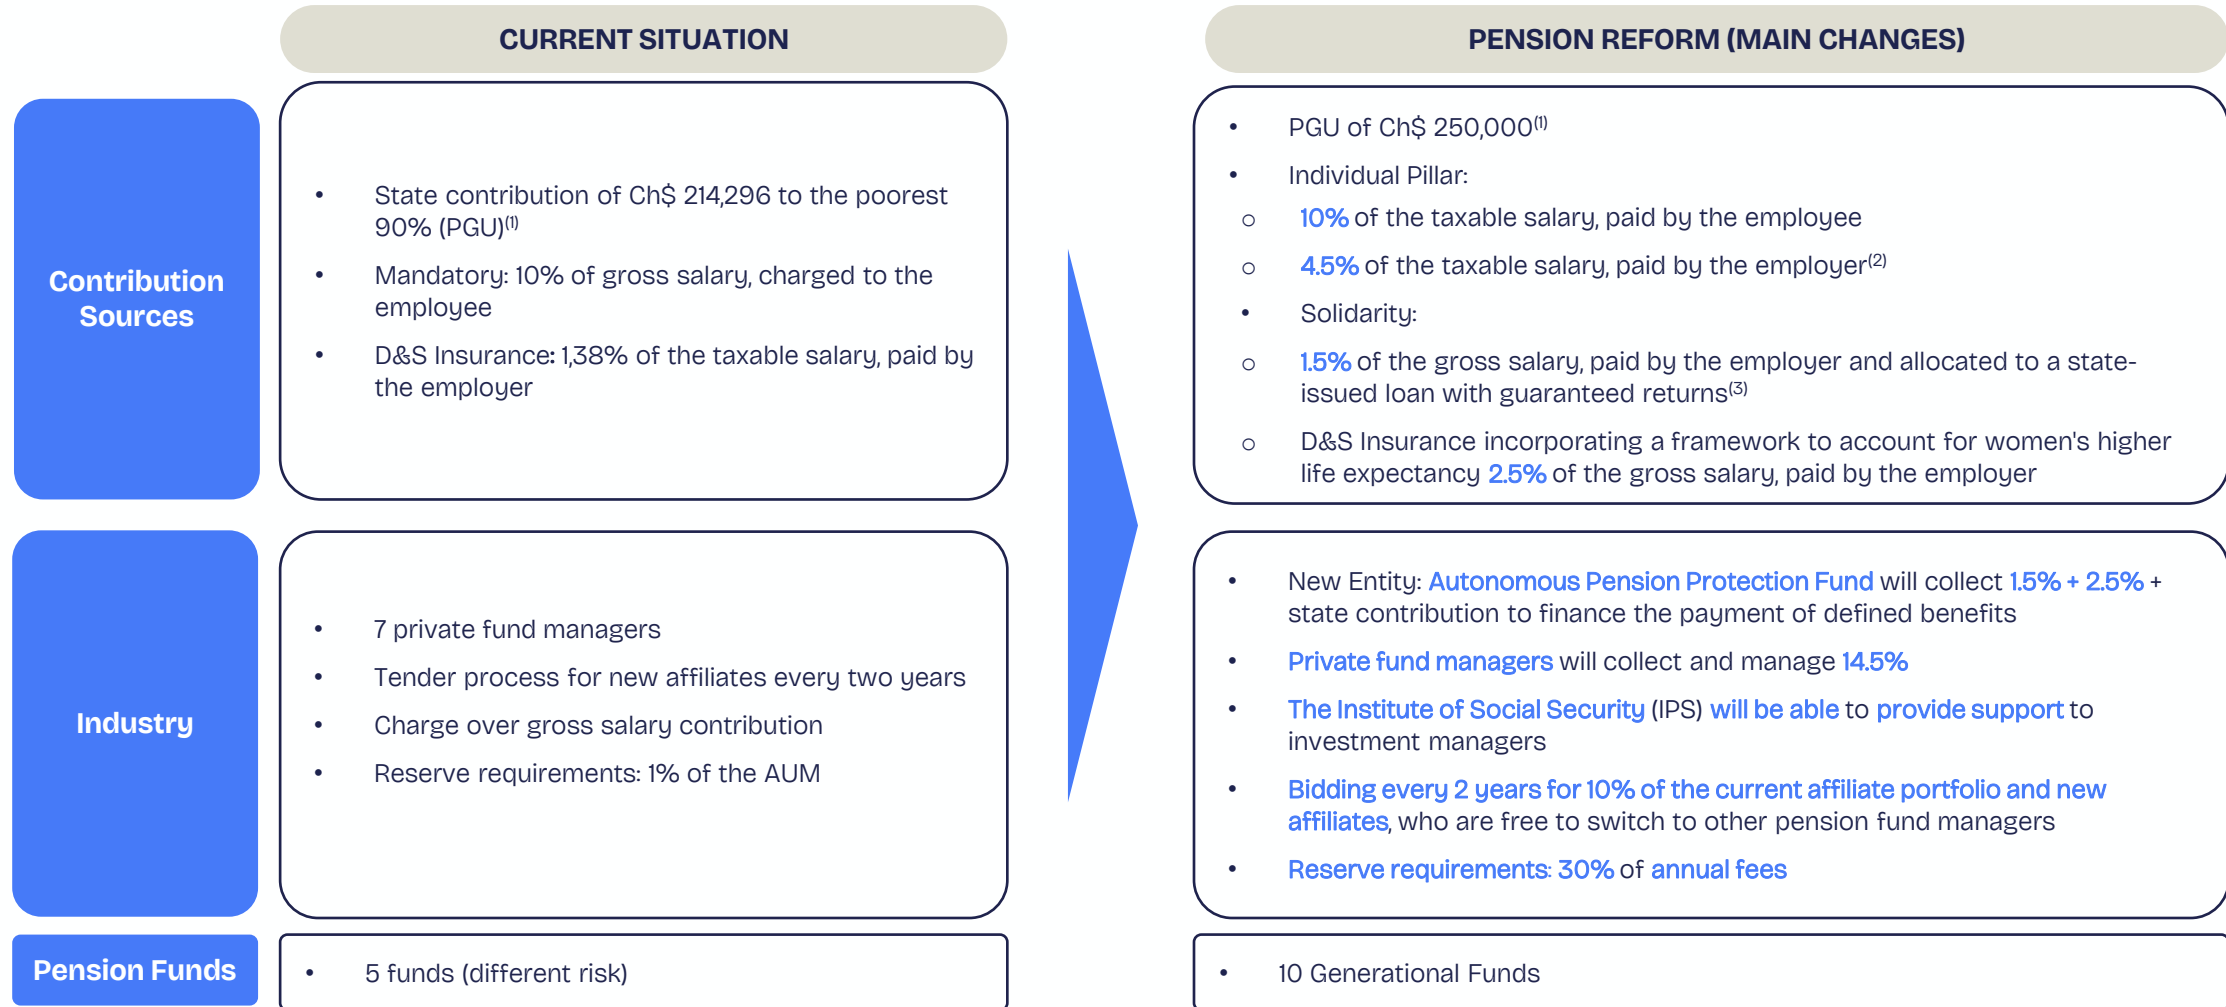 CURRENT SITUATION
PENSION REFORM (MAIN CHANGES)
Contribution
Sources
• State contribution of Ch$ 214,296 to the poorest
90% (PGU)(1)
• Mandatory: 10% of gross salary, charged to the
employee
• D&S Insurance: 1,38% of the taxable salary, paid by
the employer
• PGU of Ch$ 250,000(1)
• Individual Pillar:
o 10% of the taxable salary, paid by the employee
o 4.5% of the taxable salary, paid by the employer(2)
• Solidarity:
o 1.5% of the gross salary, paid by the employer and allocated to a state-
issued loan with guaranteed returns(3)
o D&S Insurance incorporating a framework to account for women's higher
life expectancy 2.5% of the gross salary, paid by the employer
Industry
• 7 private fund managers
• Tender process for new affiliates every two years
• Charge over gross salary contribution
• Reserve requirements: 1% of the AUM
• New Entity: Autonomous Pension Protection Fund will collect 1.5% + 2.5% +
state contribution to finance the payment of defined benefits
• Private fund managers will collect and manage 14.5%
• The Institute of Social Security (IPS) will be able to provide support to
investment managers
• Bidding every 2 years for 10% of the current affiliate portfolio and new
affiliates, who are free to switch to other pension fund managers
• Reserve requirements: 30% of annual fees
Pension Funds
• 5 funds (different risk)
• 10 Generational Funds